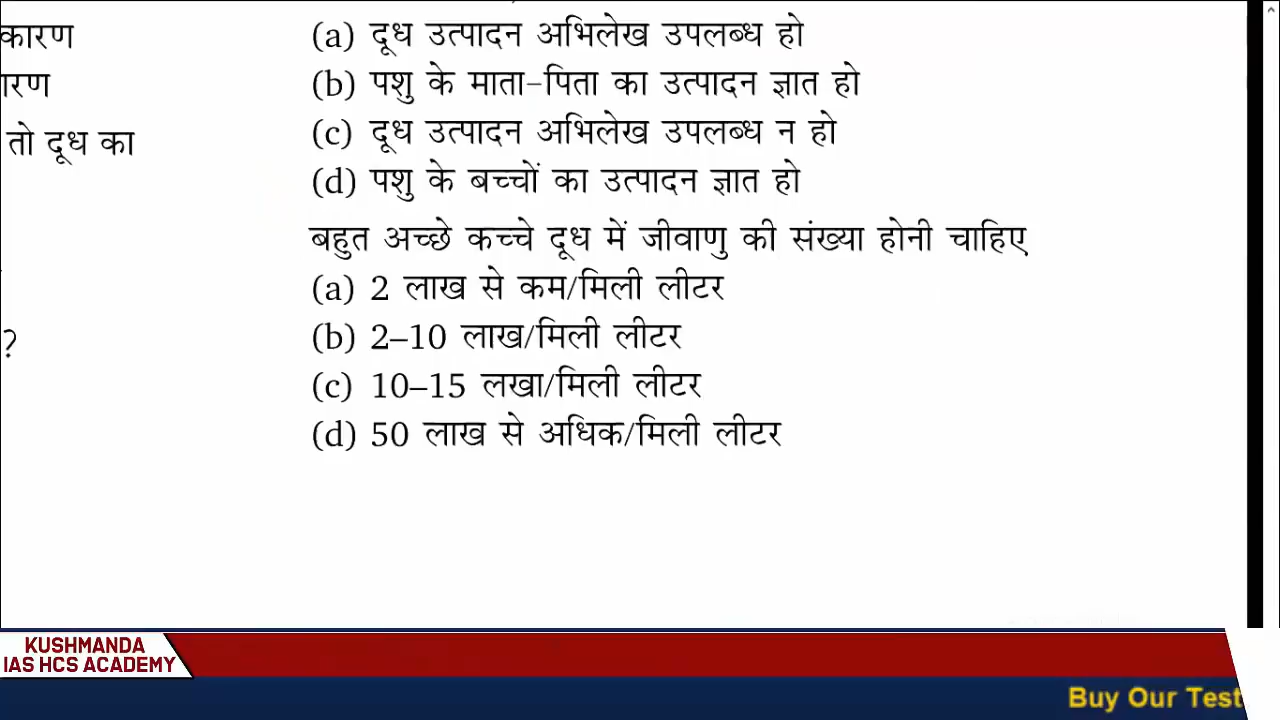 कारण
रण
तो दूध का
?
(a) दूध उत्पादन अभिलेख उपलब्ध हो
(b) पशु के माता-पिता का उत्पादन ज्ञात हो
(c) दूध उत्पादन अभिलेख उपलब्ध न हो
(d) पशु के बच्चों का उत्पादन ज्ञात हो
बहुत अच्छे कच्चे दूध में जीवाणु की संख्या होनी चाहिए
(a) 2 लाख से कम/मिली लीटर
(b) 2–10 लाख/मिली लीटर
(c) 10–15 लखा/मिली लीटर
(d) 50 लाख से अधिक/मिली लीटर
KUSHMANDA
IAS HCS ACADEMY
Buy Our Test